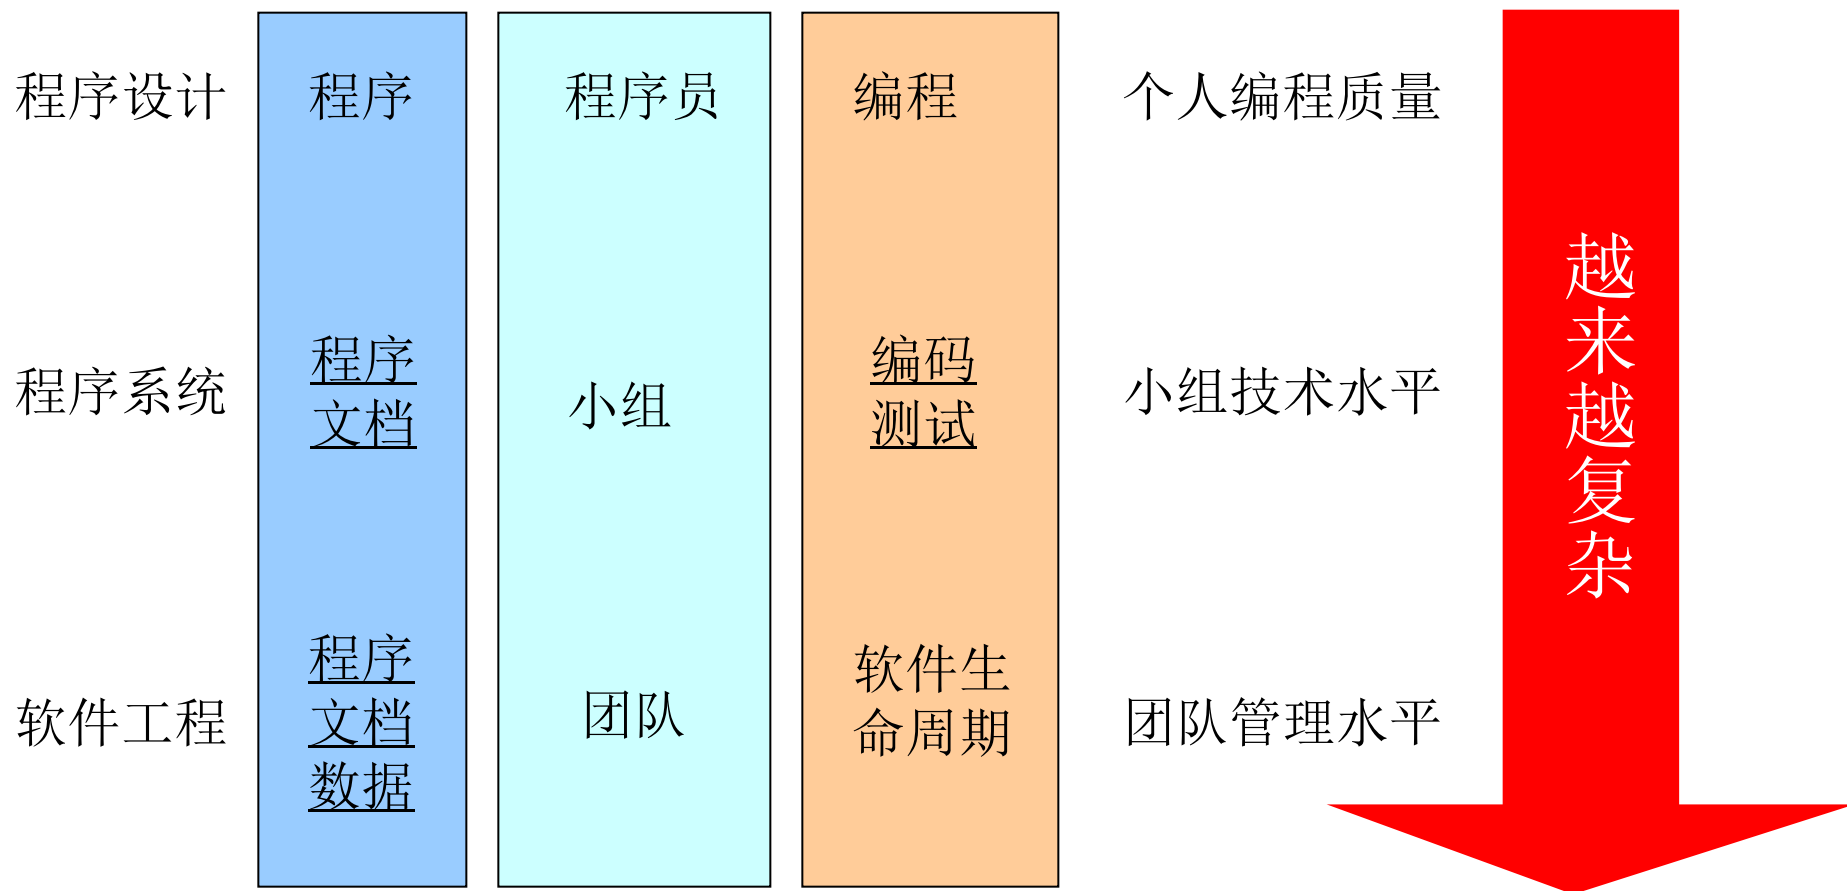 程序设计
程序
程序员
编程
个人编程质量
程序系统
程序
文档
小组
编码
测试
小组技术水平
软件工程
程序
文档
数据
团队
软件生
命周期
团队管理水平
越来越复杂